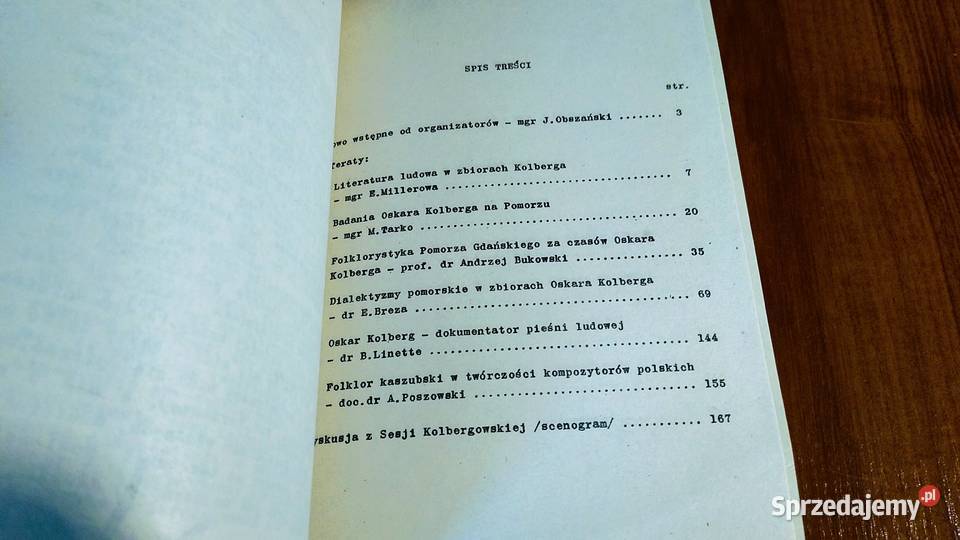 SPIS TREŚCI
str.
owo wstępne od organizatorów - mgr J.Obszański ....... 3
feraty:
Literatura ludowa w zbiorach Kolberga
- mgr E.Millerowa .................................. 7
Badania Oskara Kolberga na Pomorzu
- mgr M.Tarko ...................................... 20
Folklorystyka Pomorza Gdańskiego za czasów Oskara
Kolberga - prof. dr Andrzej Bukowski ................ 35
Dialektyzmy pomorskie w zbiorach Oskara Kolberga
- dr E.Breza ....................................... 69
Oskar Kolberg - dokumentator pieśni ludowej
- dr B.Linette ..................................... 144
Folklor kaszubski w twórczości kompozytorów polskich
- doc.dr A.Poszowski ............................... 155
yskusja z Sesji Kolbergowskiej /scenogram/ ........... 167
Sprzedajemy.pl